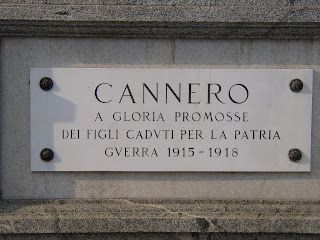 CANNERO
A GLORIA PROMOSSE
DEI FIGLI CADVTI PER LA PATRIA
GVERRA 1915-1918